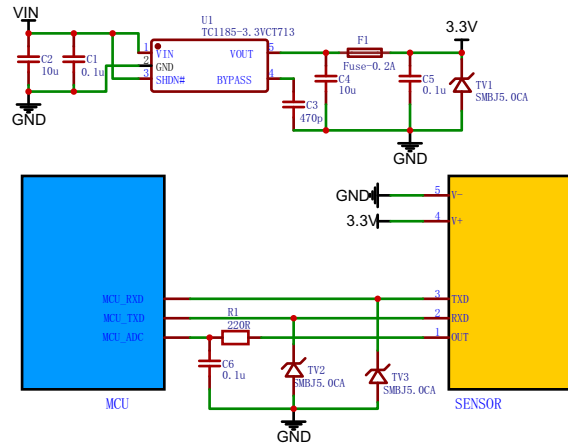 VIN
U1
TC1185-3.3VCT713
1 VIN VOUT 5
2 GND
3 SHDN# BYPASS 4
C2
10u
C1
0.1u
GND
C3
470p
C4
10u
F1
Fuse-0.2A
C5
0.1u
3.3V
TV1
SMBJ5.0CA
GND
GND 5 V-
3.3V 4 V+
MCU_RXD 3 TXD
MCU_TXD 2 RXD
MCU_ADC 1 OUT
R1
220R
C6
0.1u
TV2
SMBJ5.0CA
TV3
SMBJ5.0CA
MCU
SENSOR
GND